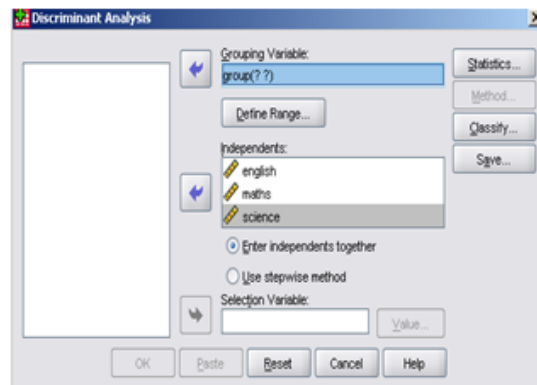 Discriminant Analysis
Grouping Variable:
group(? ?)
Define Range...
Independents:
english
maths
science
Enter independents together
Use stepwise method
Selection Variable:
Value...
Statistics...
Method...
Classify...
Save...
OK
Paste
Reset
Cancel
Help